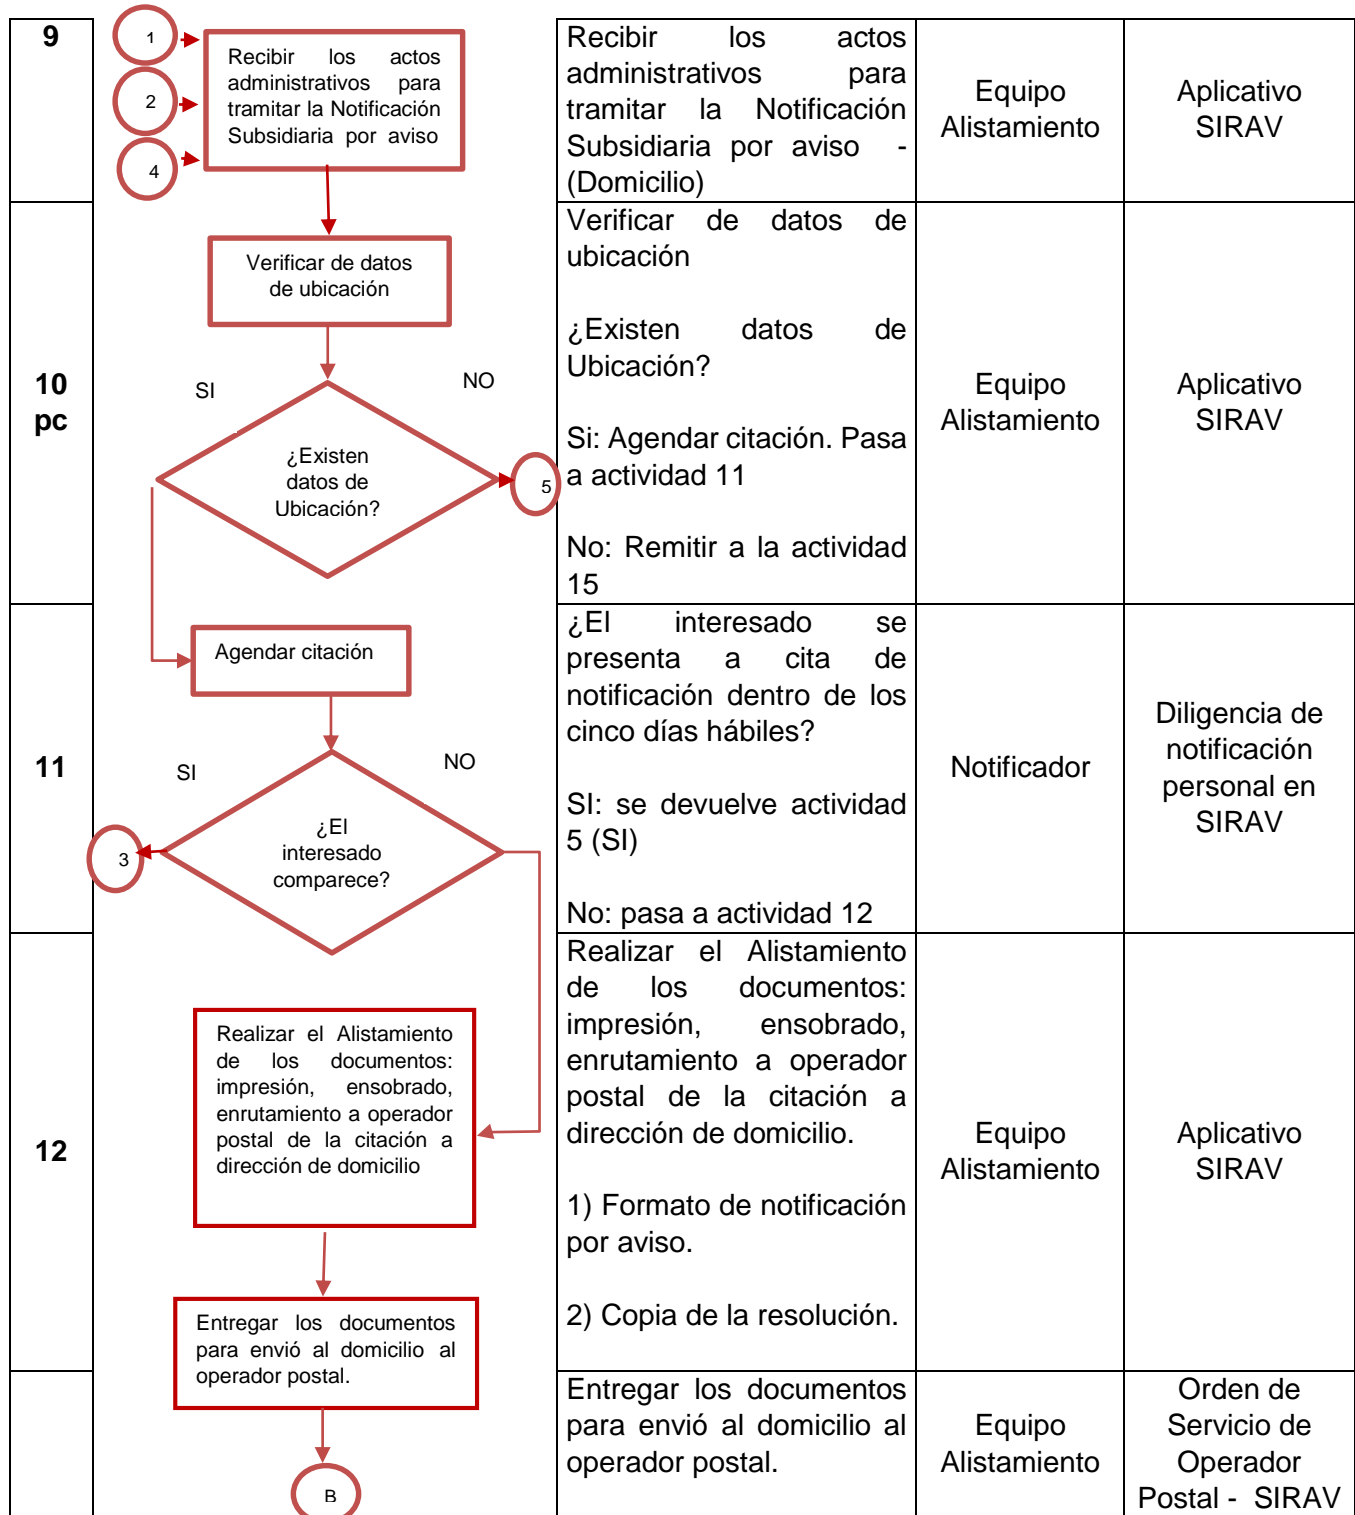 9
1
2
4
Recibir los actos
administrativos para
tramitar la Notificación
Subsidiaria por aviso
Recibir los actos
administrativos para
tramitar la Notificación
Subsidiaria por aviso -
(Domicilio)
Equipo
Alistamiento
Aplicativo
SIRAV
10
pc
Verificar de datos
de ubicación
SI
NO
¿Existen
datos de
Ubicación?
5
Verificar de datos de
ubicación
¿Existen datos de
Ubicación?
Si: Agendar citación. Pasa
a actividad 11
No: Remitir a la actividad
15
Equipo
Alistamiento
Aplicativo
SIRAV
11
Agendar citación
SI
NO
¿El
interesado
comparece?
3
¿El interesado se
presenta a cita de
notificación dentro de los
cinco días hábiles?
SI: se devuelve actividad
5 (SI)
No: pasa a actividad 12
Notificador
Diligencia de
notificación
personal en
SIRAV
12
Realizar el Alistamiento
de los documentos:
impresión, ensobrado,
enrutamiento a operador
postal de la citación a
dirección de domicilio
Realizar el Alistamiento
de los documentos:
impresión, ensobrado,
enrutamiento a operador
postal de la citación a
dirección de domicilio.
1) Formato de notificación
por aviso.
2) Copia de la resolución.
Equipo
Alistamiento
Aplicativo
SIRAV
Entregar los documentos
para envió al domicilio al
operador postal.
B
Entregar los documentos
para envió al domicilio al
operador postal.
Equipo
Alistamiento
Orden de
Servicio de
Operador
Postal - SIRAV